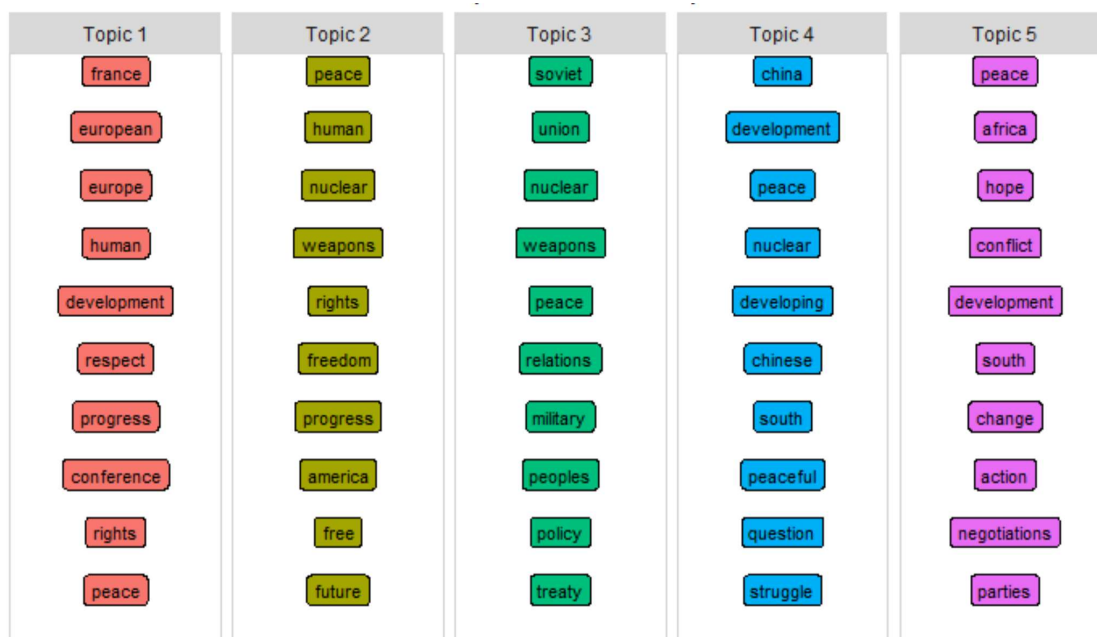 Topic 1 Topic 2 Topic 3 Topic 4 Topic 5
france peace soviet china peace
european human union development africa
europe nuclear nuclear peace hope
human weapons weapons nuclear conflict
development rights peace developing development
respect freedom relations chinese south
progress progress military south change
conference america peoples peaceful action
rights free policy question negotiations
peace future treaty struggle parties